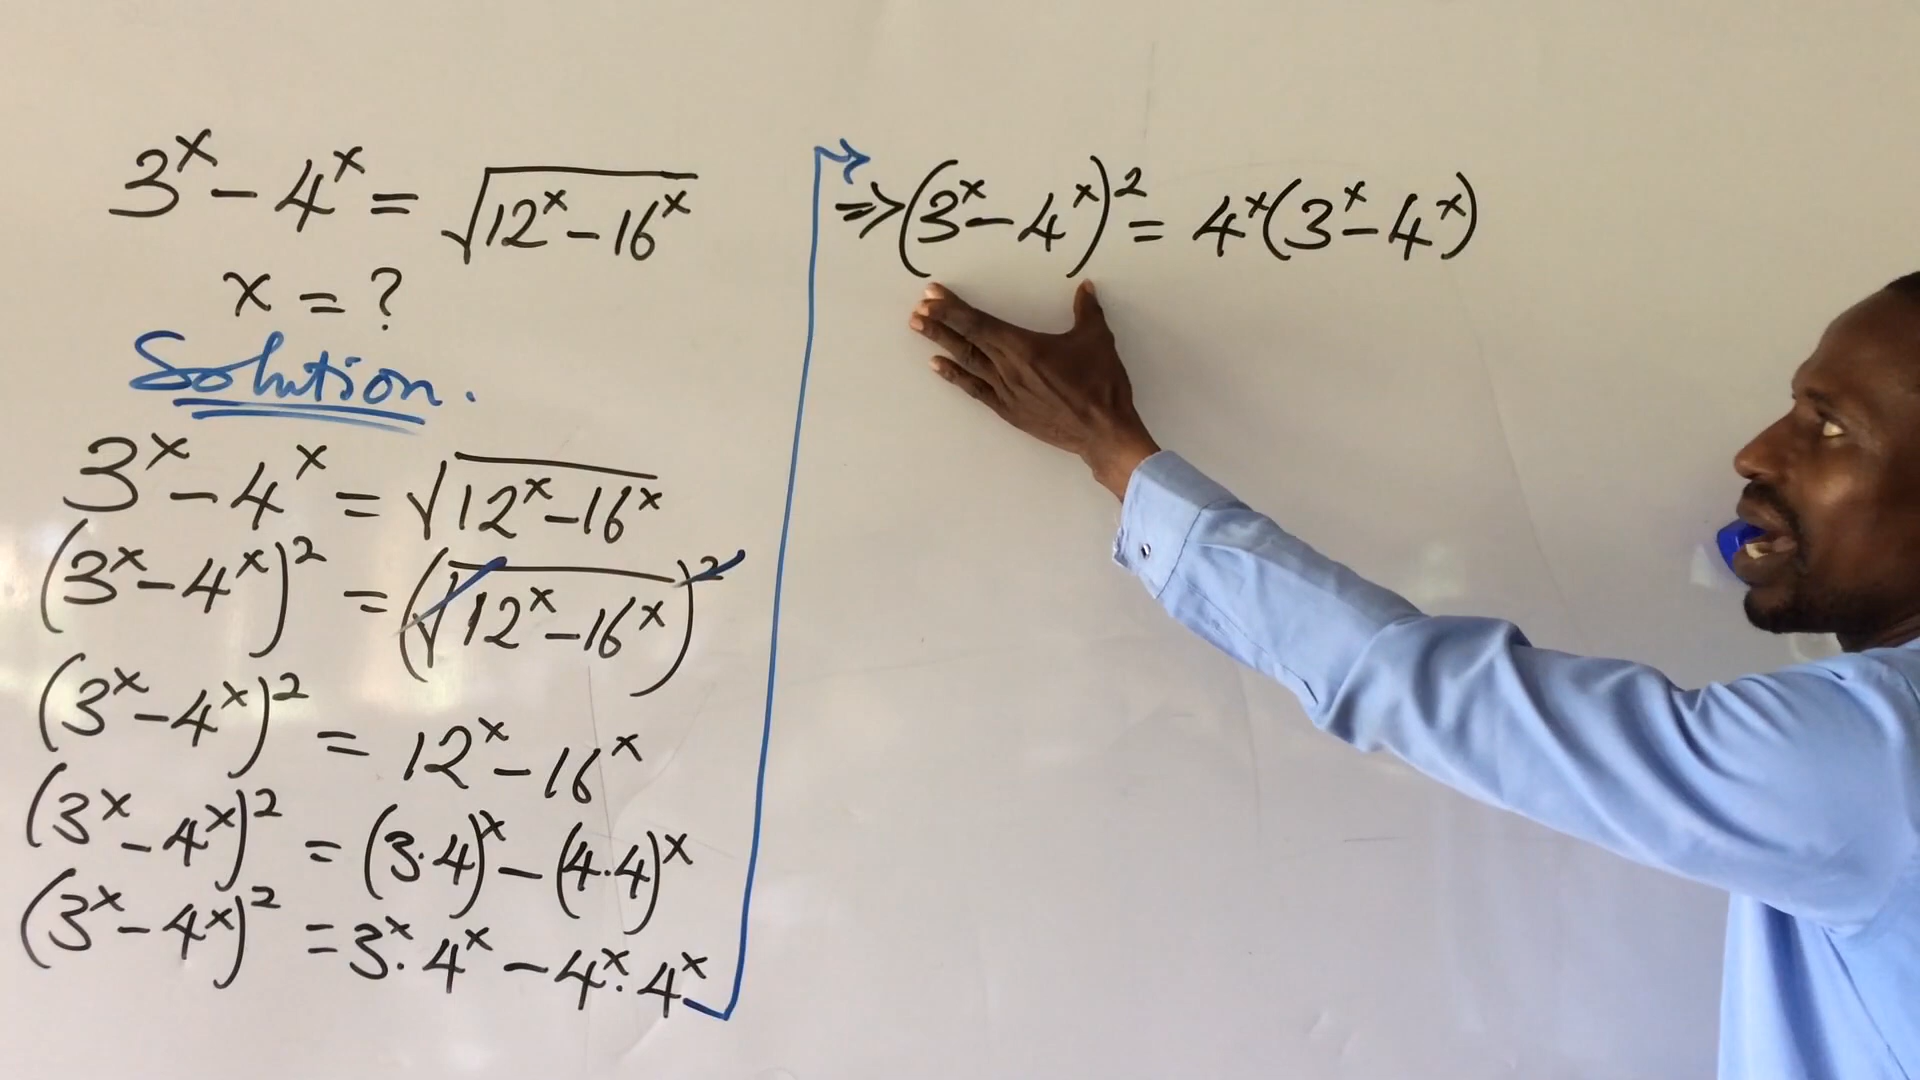 3^x - 4^x = √(12^x - 16^x)
x = ?
Solution.
3^x - 4^x = √(12^x - 16^x)
(3^x - 4^x)^2 = (√(12^x - 16^x))^2
(3^x - 4^x)^2 = 12^x - 16^x
(3^x - 4^x)^2 = (3·4)^x - (4·4)^x
(3^x - 4^x)^2 = 3^x·4^x - 4^x·4^x
⇒ (3^x - 4^x)^2 = 4^x(3^x - 4^x)